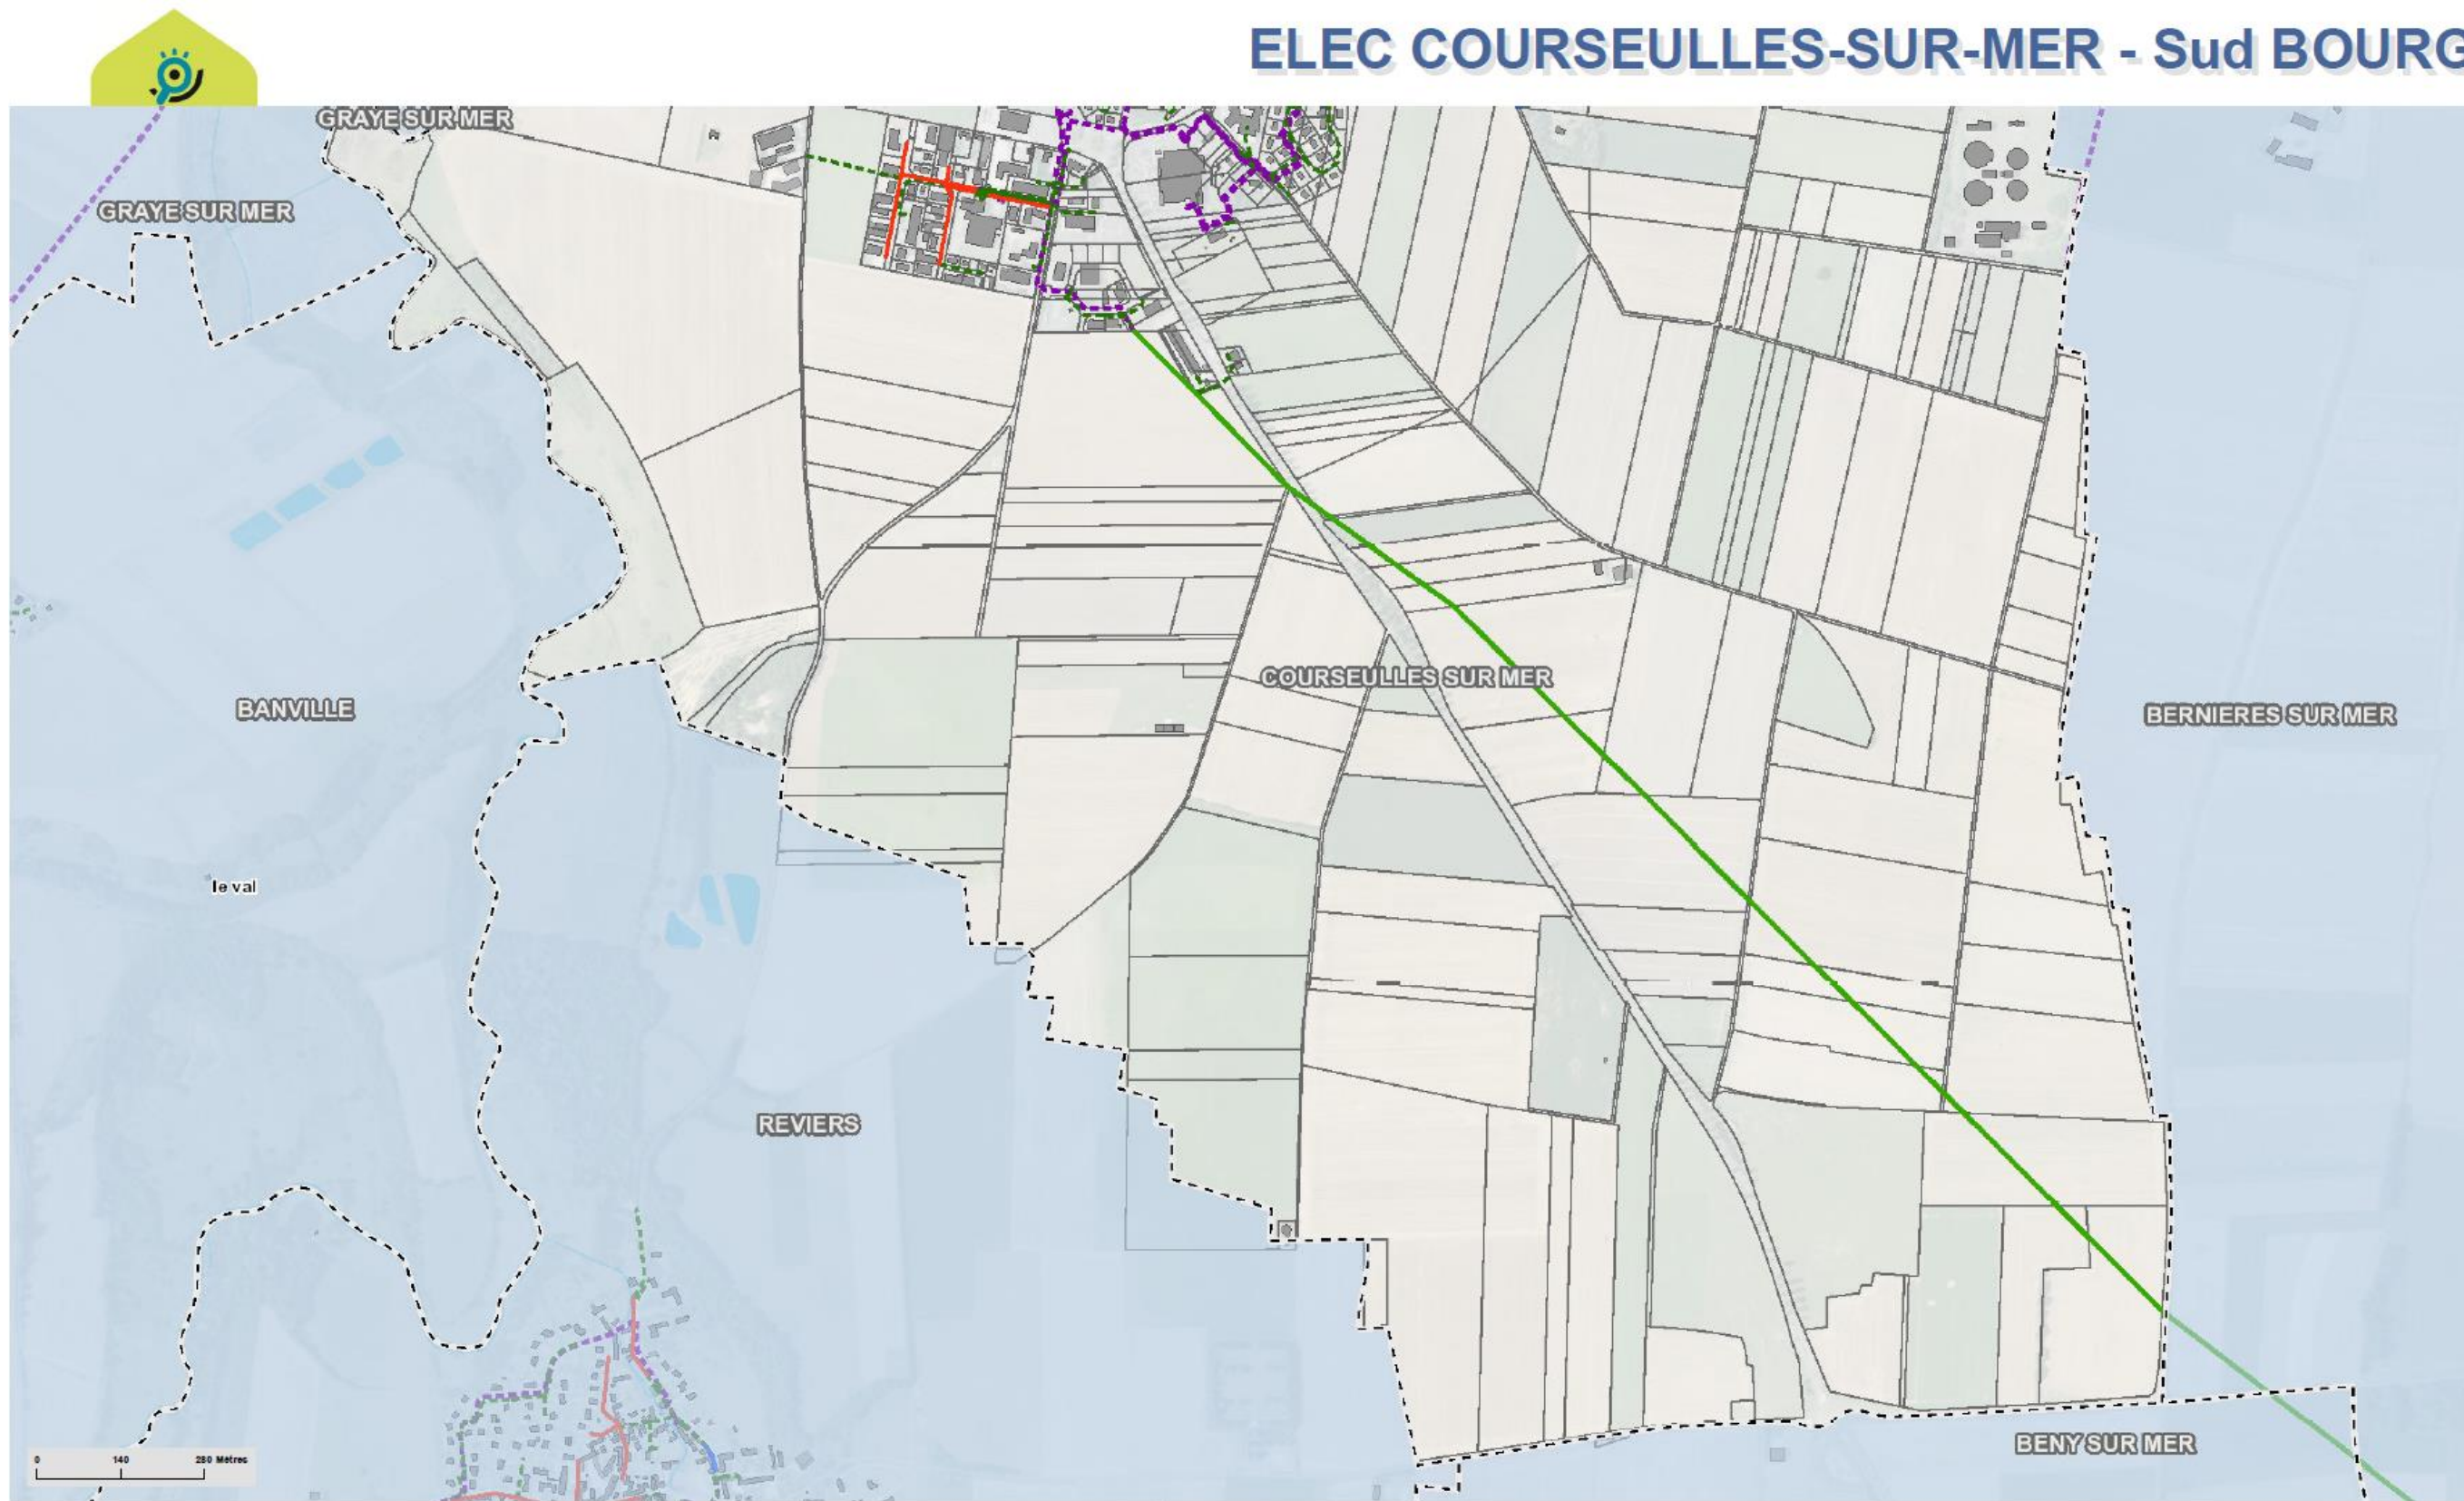 ELEC COURSEULLES-SUR-MER - Sud BOURG
GRAYE SUR MER
GRAYE SUR MER
COURSEULLES SUR MER
BANVILLE
BERNIERES SUR MER
le val
REVIERS
BENY SUR MER
0 140 280 Mètres